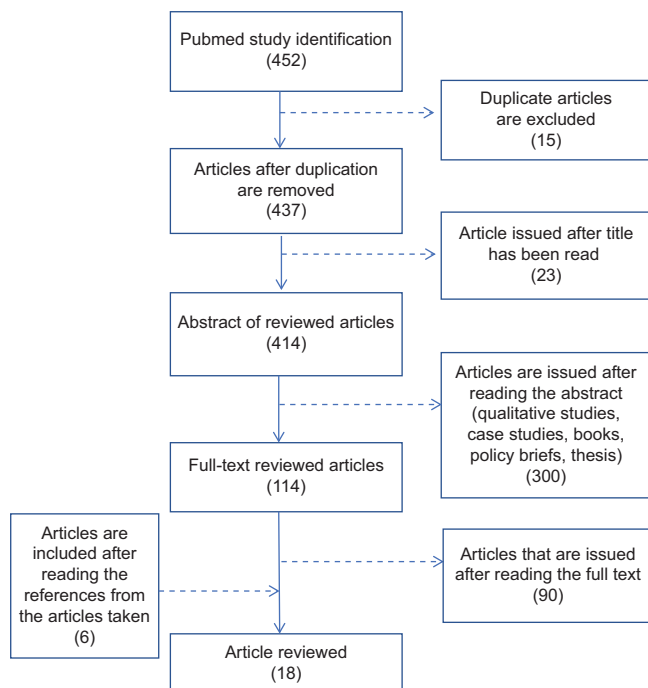 Pubmed study identification
(452)
Duplicate articles
are excluded
(15)
Articles after duplication
are removed
(437)
Article issued after title
has been read
(23)
Abstract of reviewed articles
(414)
Articles are issued after
reading the abstract
(qualitative studies,
case studies, books,
policy briefs, thesis)
(300)
Full-text reviewed articles
(114)
Articles are
included after
reading the
references from
the articles taken
(6)
Articles that are issued
after reading the full text
(90)
Article reviewed
(18)